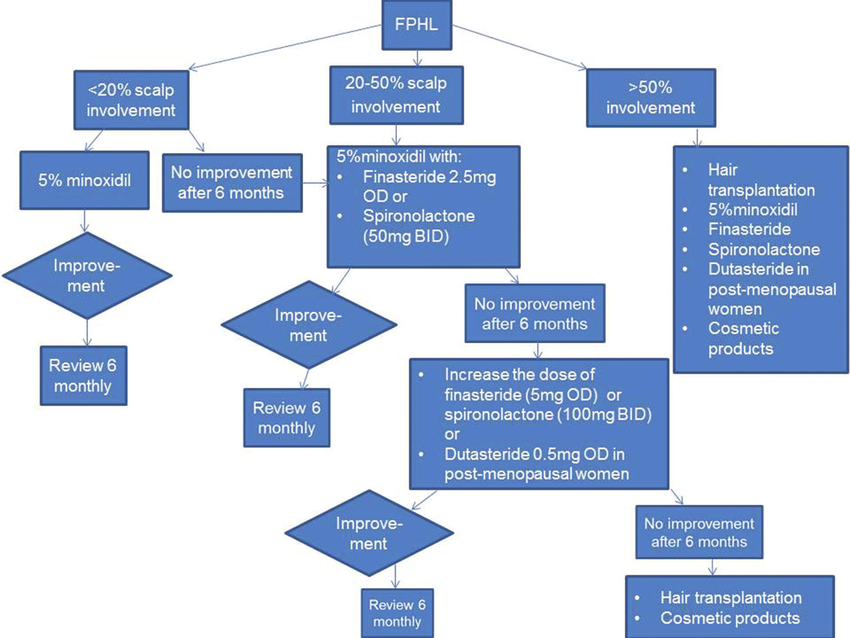 FPHL
<20% scalp
involvement
20-50% scalp
involvement
>50%
involvement
5% minoxidil
No improvement
after 6 months
5%minoxidil with:
• Finasteride 2.5mg
OD or
• Spironolactone
(50mg BID)
• Hair
transplantation
• 5%minoxidil
• Finasteride
• Spironolactone
• Dutasteride in
post-menopausal
women
• Cosmetic
products
Improve-
ment
Improve-
ment
No improvement
after 6 months
Review 6
monthly
Review 6
monthly
• Increase the dose of
finasteride (5mg OD) or
spironolactone (100mg BID)
or
• Dutasteride 0.5mg OD in
post-menopausal women
Improve-
ment
No improvement
after 6 months
Review 6
monthly
• Hair transplantation
• Cosmetic products